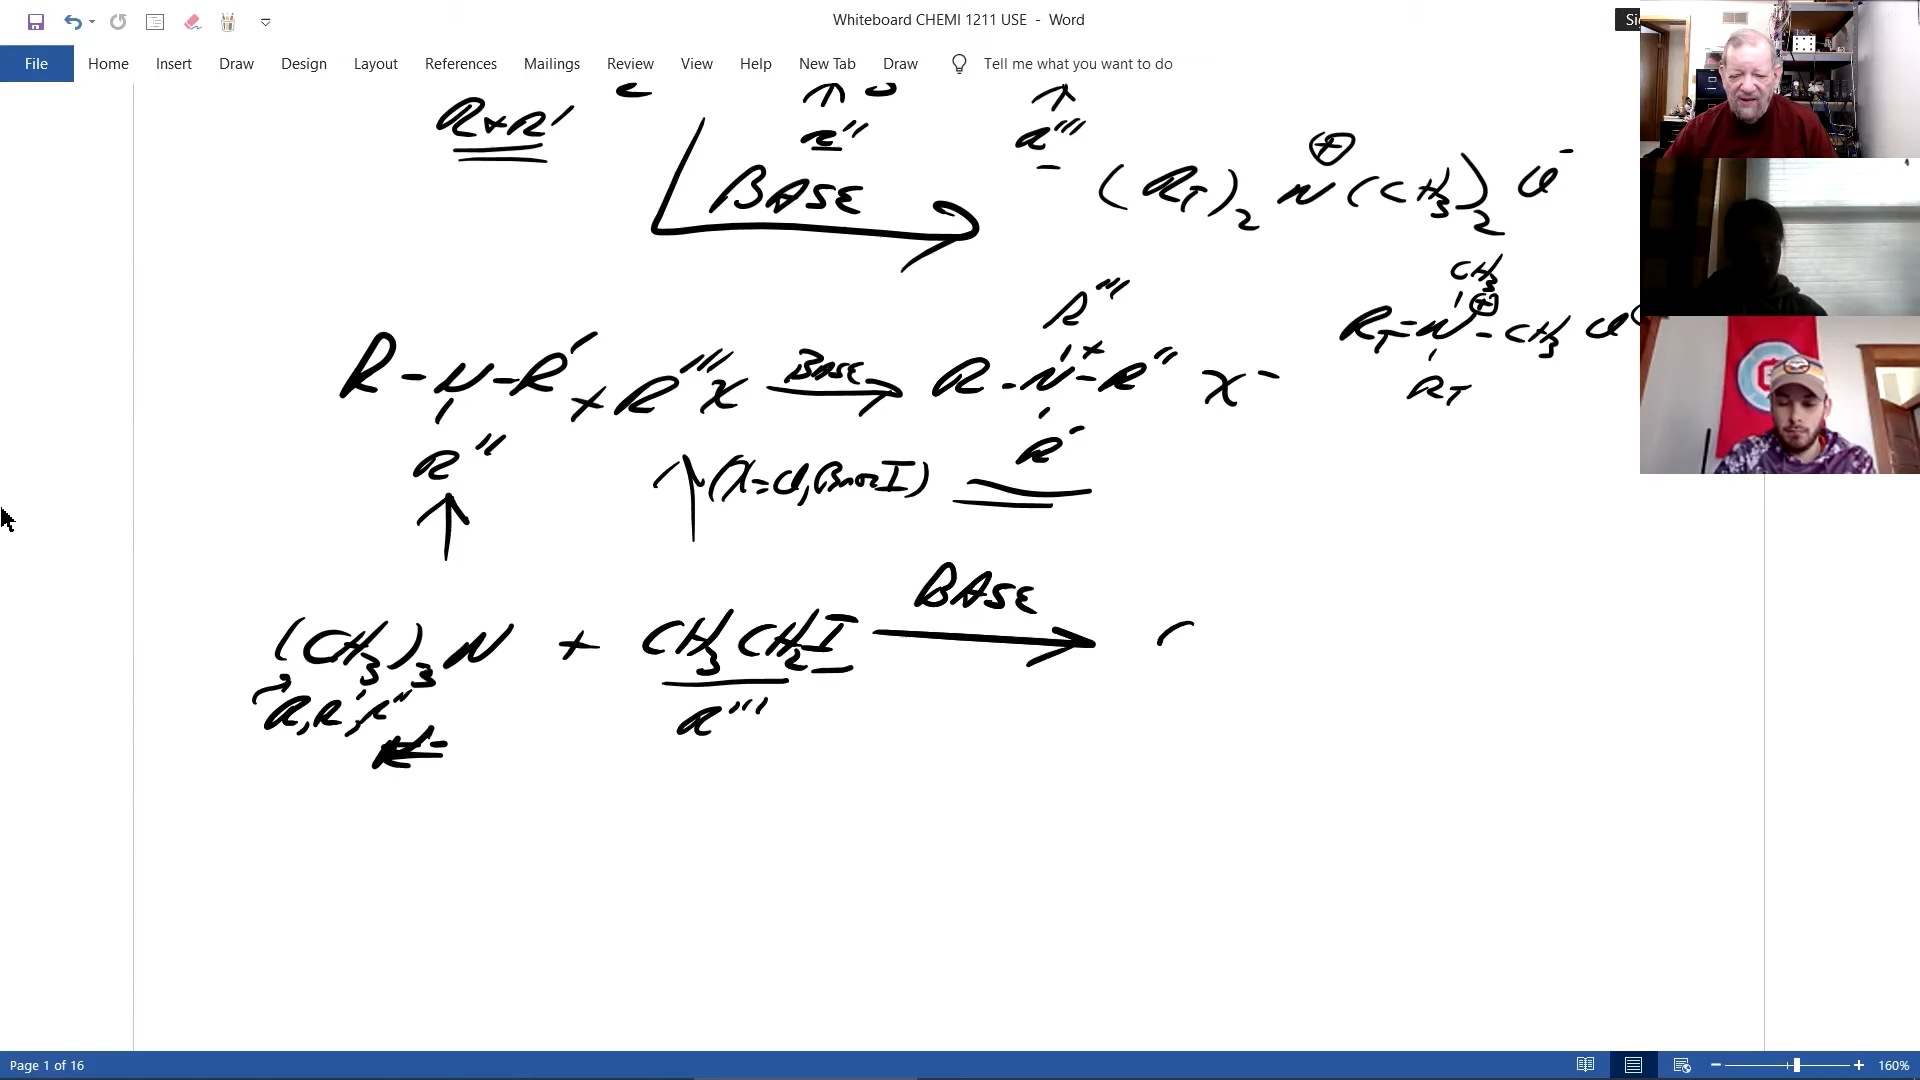 Whiteboard CHEMI 1211 USE - Word
File Home Insert Draw Design Layout References Mailings Review View Help New Tab Draw Tell me what you want to do
R+R'
R''
R'''
BASE
(RT)2 N⊕ (CH3)2 Cl-
CH3
RT-N⊕-CH3 Cl
RT
R'''
R-N-R' + R'''X BASE R-N+-R'' X-
R''
R'
(X=Cl, Br or I)
BASE
(CH3)3N + CH3CH2I
R, R', R''
R'''
Page 1 of 16
160%